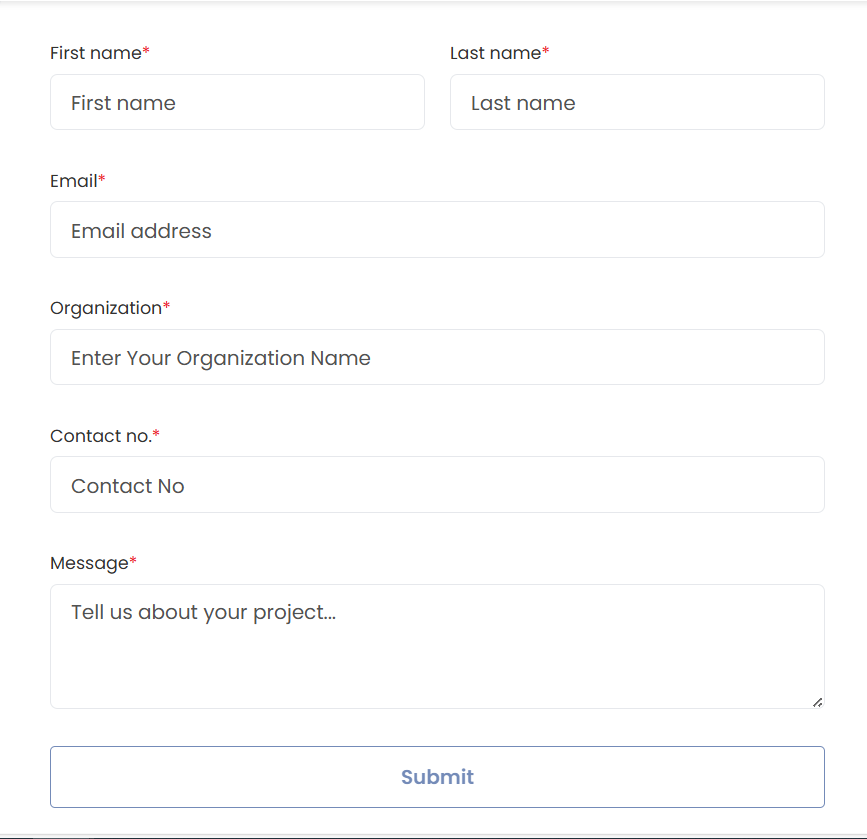 First name* Last name*
First name Last name
Email*
Email address
Organization*
Enter Your Organization Name
Contact no.*
Contact No
Message*
Tell us about your project...
Submit